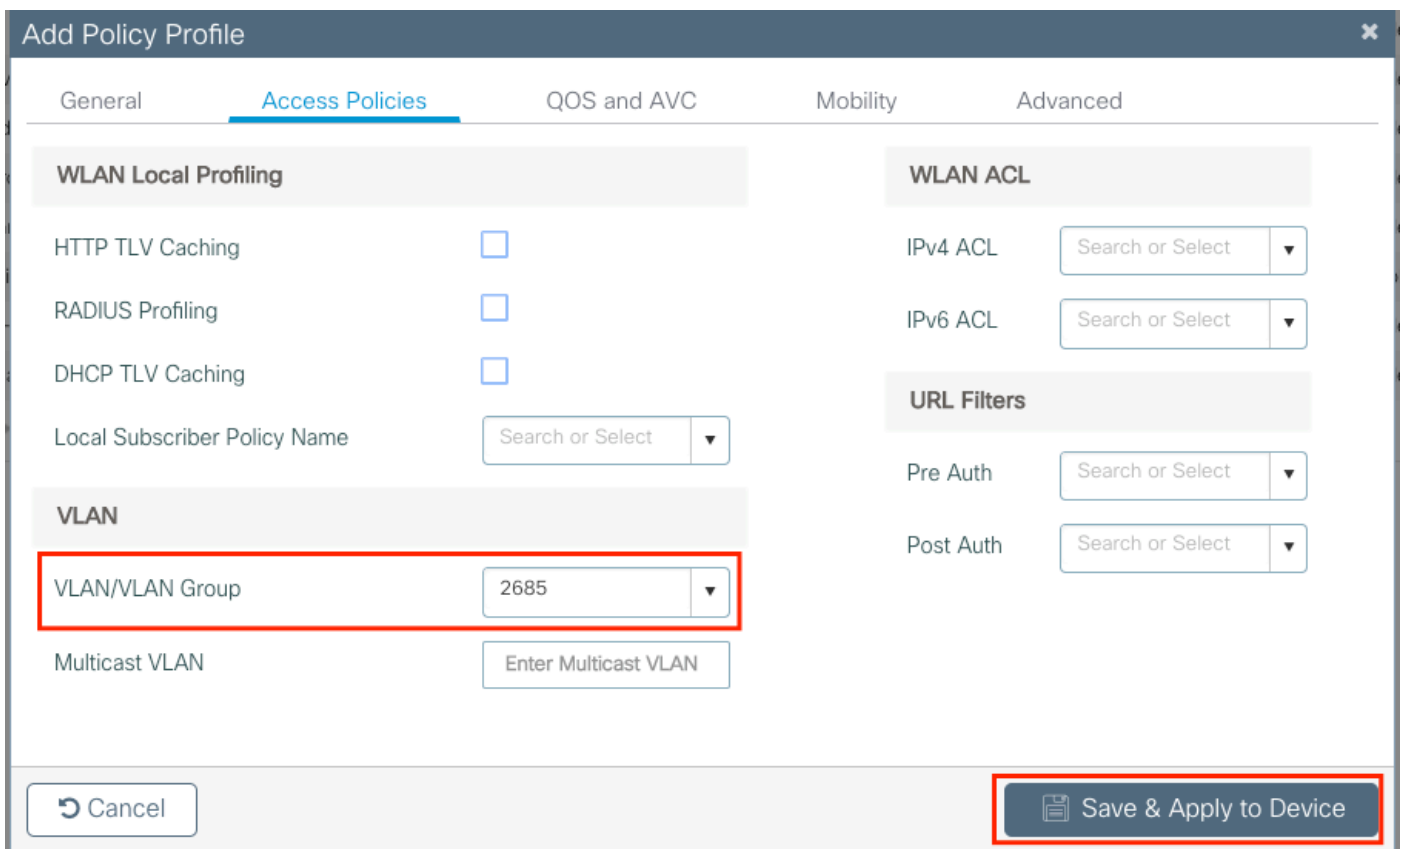 Add Policy Profile
General
Access Policies
QOS and AVC
Mobility
Advanced
WLAN Local Profiling
HTTP TLV Caching
RADIUS Profiling
DHCP TLV Caching
Local Subscriber Policy Name
Search or Select
VLAN
VLAN/VLAN Group
2685
Multicast VLAN
Enter Multicast VLAN
WLAN ACL
IPv4 ACL
Search or Select
IPv6 ACL
Search or Select
URL Filters
Pre Auth
Search or Select
Post Auth
Search or Select
Cancel
Save & Apply to Device